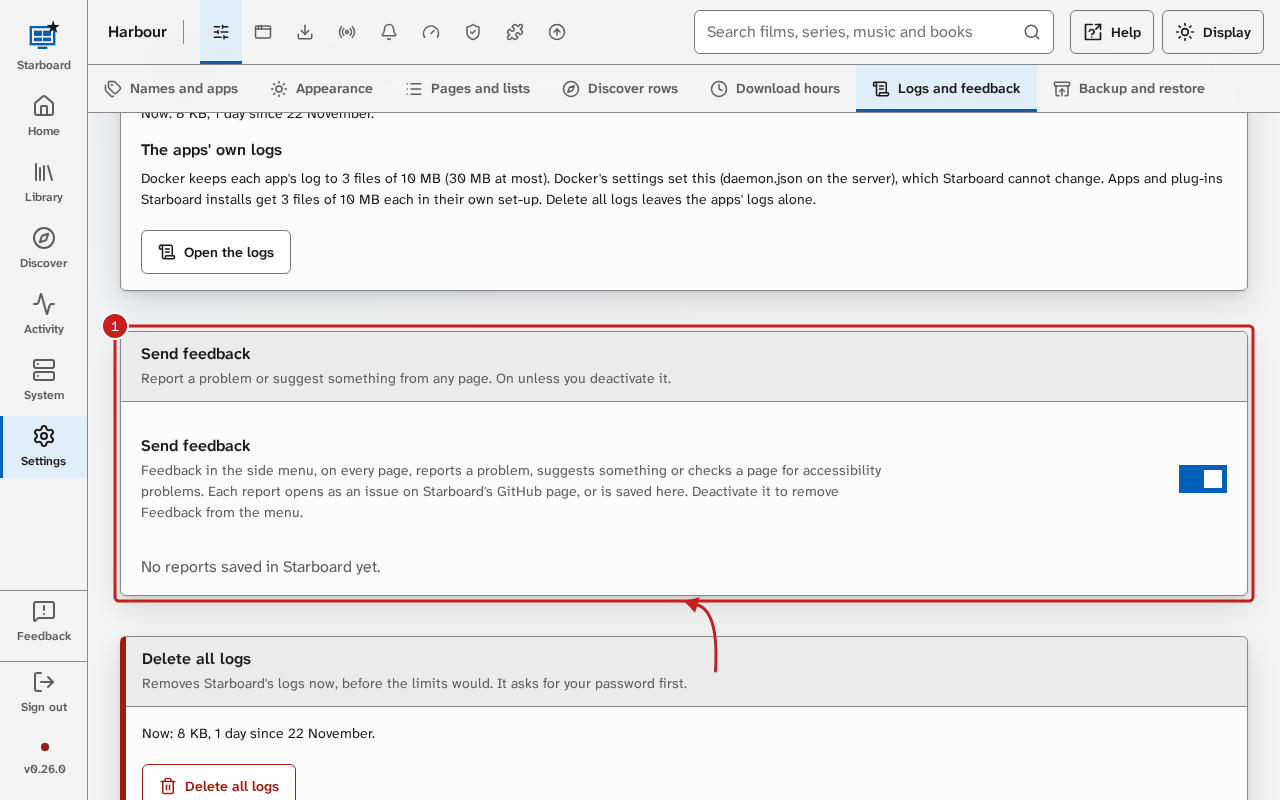 Starboard
Home
Library
Discover
Activity
System
Settings
Feedback
Sign out
v0.26.0
Harbour
Search films, series, music and books
Help
Display
Names and apps
Appearance
Pages and lists
Discover rows
Download hours
Logs and feedback
Backup and restore
Now: 8 KB, 1 day since 22 November.
The apps' own logs
Docker keeps each app's log to 3 files of 10 MB (30 MB at most). Docker's settings set this (daemon.json on the server), which Starboard cannot change. Apps and plug-ins
Starboard installs get 3 files of 10 MB each in their own set-up. Delete all logs leaves the apps' logs alone.
Open the logs
1
Send feedback
Report a problem or suggest something from any page. On unless you deactivate it.
Send feedback
Feedback in the side menu, on every page, reports a problem, suggests something or checks a page for accessibility
problems. Each report opens as an issue on Starboard's GitHub page, or is saved here. Deactivate it to remove
Feedback from the menu.
No reports saved in Starboard yet.
Delete all logs
Removes Starboard's logs now, before the limits would. It asks for your password first.
Now: 8 KB, 1 day since 22 November.
Delete all logs